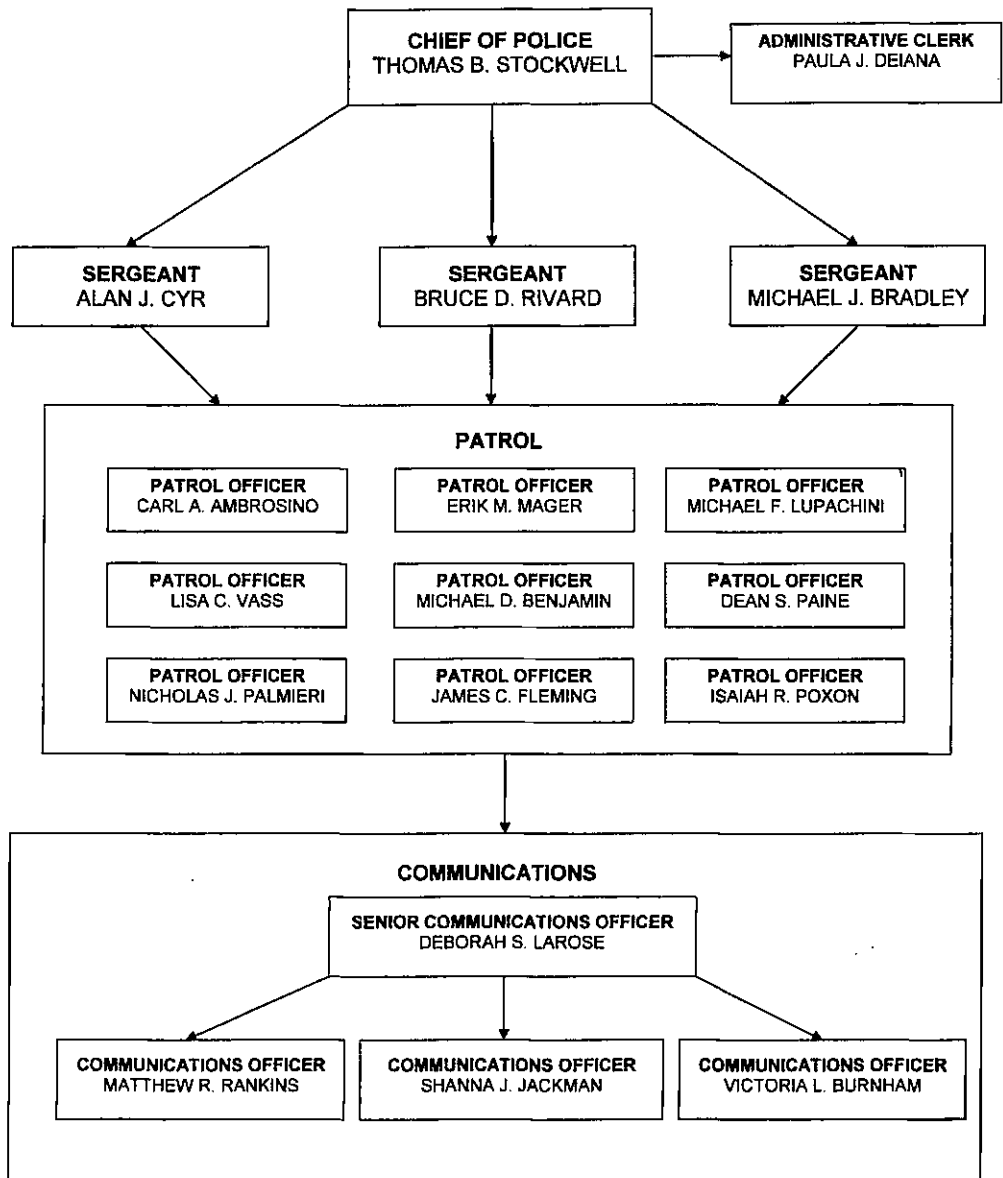 CHIEF OF POLICE
THOMAS B. STOCKWELL
ADMINISTRATIVE CLERK
PAULA J. DEIANA
SERGEANT
ALAN J. CYR
SERGEANT
BRUCE D. RIVARD
SERGEANT
MICHAEL J. BRADLEY
PATROL
PATROL OFFICER
CARL A. AMBROSINO
PATROL OFFICER
ERIK M. MAGER
PATROL OFFICER
MICHAEL F. LUPACHINI
PATROL OFFICER
LISA C. VASS
PATROL OFFICER
MICHAEL D. BENJAMIN
PATROL OFFICER
DEAN S. PAINE
PATROL OFFICER
NICHOLAS J. PALMIERI
PATROL OFFICER
JAMES C. FLEMING
PATROL OFFICER
ISAIAH R. POXON
COMMUNICATIONS
SENIOR COMMUNICATIONS OFFICER
DEBORAH S. LAROSE
COMMUNICATIONS OFFICER
MATTHEW R. RANKINS
COMMUNICATIONS OFFICER
SHANNA J. JACKMAN
COMMUNICATIONS OFFICER
VICTORIA L. BURNHAM